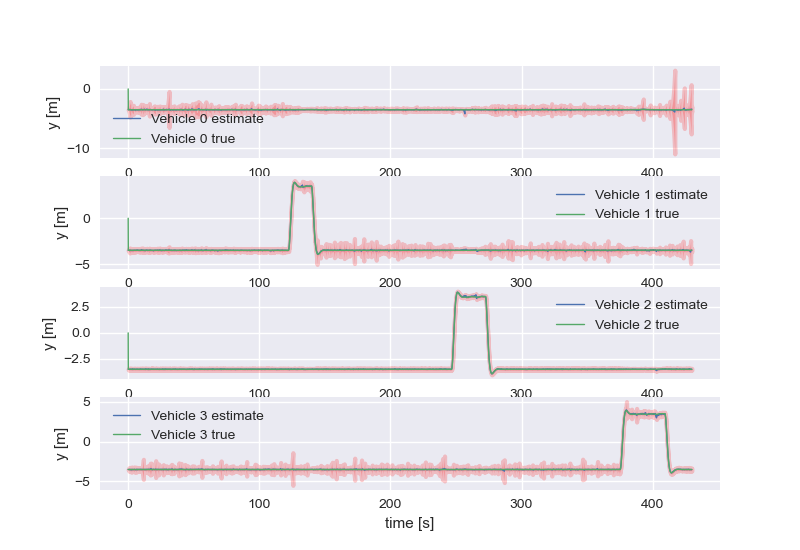 0
y [m]
Vehicle 0 estimate
Vehicle 0 true
−10
0 100 200 300 400
Vehicle 1 estimate
0
y [m]
Vehicle 1 true
−5
0 100 200 300 400
2.5
Vehicle 2 estimate
0.0
y [m]
Vehicle 2 true
−2.5
0 100 200 300 400
5
Vehicle 3 estimate
Vehicle 3 true
0
y [m]
−5
0 100 200 300 400
time [s]